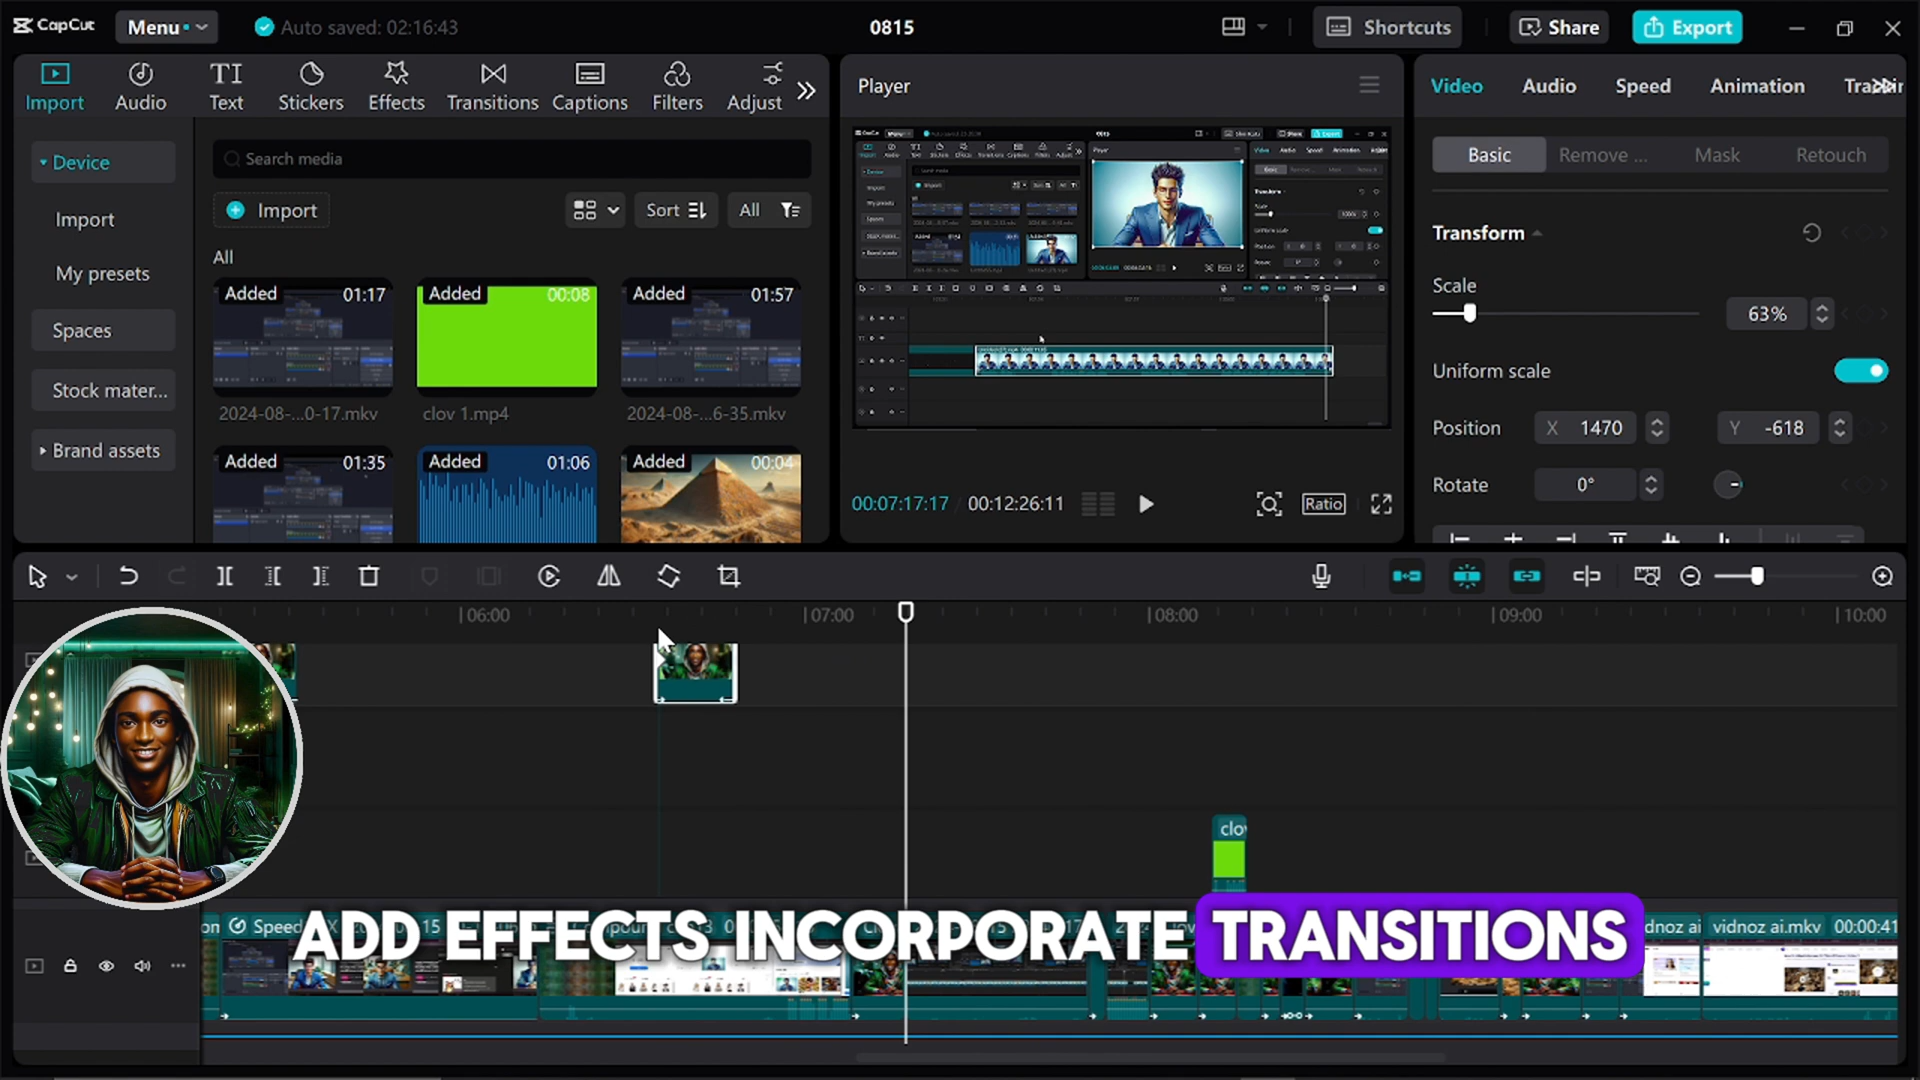 CapCut
Menu
Auto saved: 02:16:43
0815
Shortcuts
Share
Export
Import
Audio
Text
Stickers
Effects
Transitions
Captions
Filters
Adjust
Device
Import
My presets
Spaces
Stock mater...
Brand assets
Search media
Import
Sort
All
All
Added 01:17
2024-08-...0-17.mkv
Added 00:08
clov 1.mp4
Added 01:57
2024-08-...6-35.mkv
Added 01:35
Added 01:06
Added 00:04
Player
00:07:17:17 / 00:12:26:11
Ratio
Video
Audio
Speed
Animation
Basic
Remove ...
Mask
Retouch
Transform
Scale
63%
Uniform scale
Position
X 1470
Y -618
Rotate
0°
06:00
07:00
08:00
09:00
10:00
clov
Speed
vidnoz ai.mkv 00:00:41
ADD EFFECTS INCORPORATE TRANSITIONS